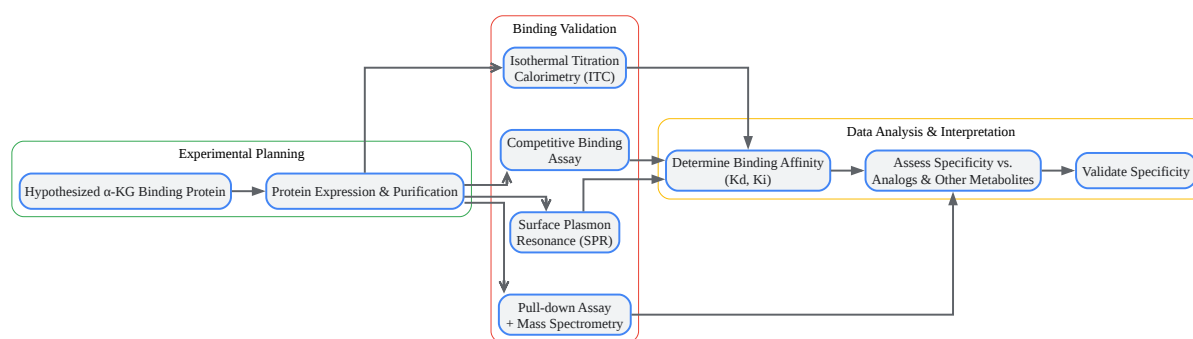 Experimental Planning
Hypothesized α-KG Binding Protein
Protein Expression & Purification
Binding Validation
Isothermal Titration
Calorimetry (ITC)
Competitive Binding
Assay
Surface Plasmon
Resonance (SPR)
Pull-down Assay
+ Mass Spectrometry
Data Analysis & Interpretation
Determine Binding Affinity
(Kd, Ki)
Assess Specificity vs.
Analogs & Other Metabolites
Validate Specificity